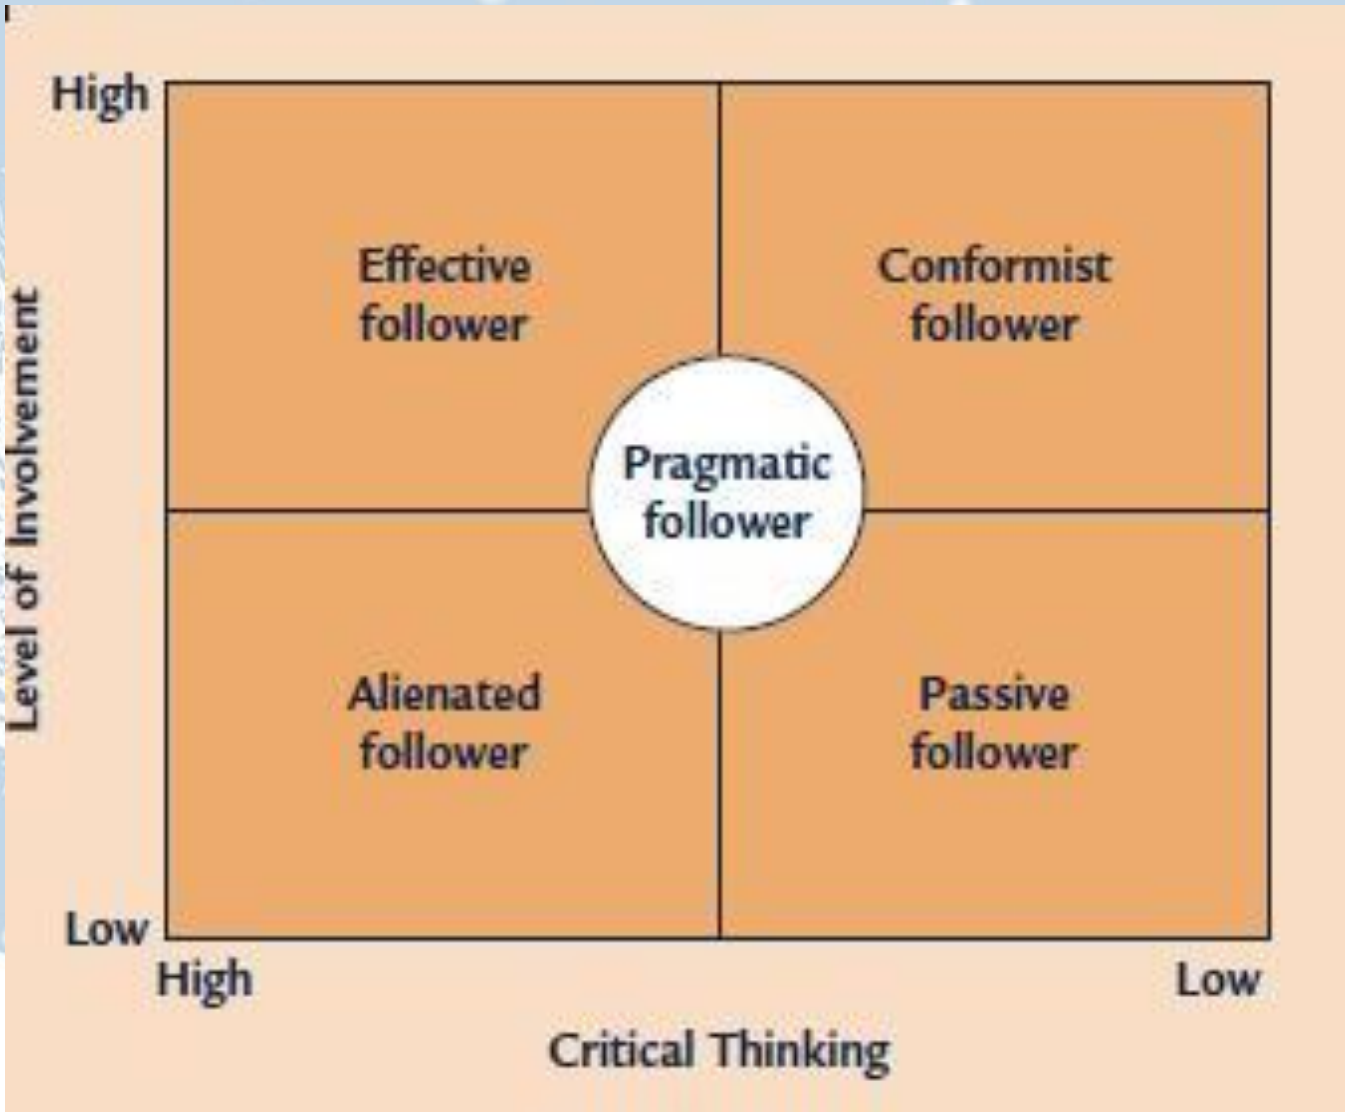 High
Effective
follower
Conformist
follower
Pragmatic
follower
Level of Involvement
Alienated
follower
Passive
follower
Low
High
Low
Critical Thinking